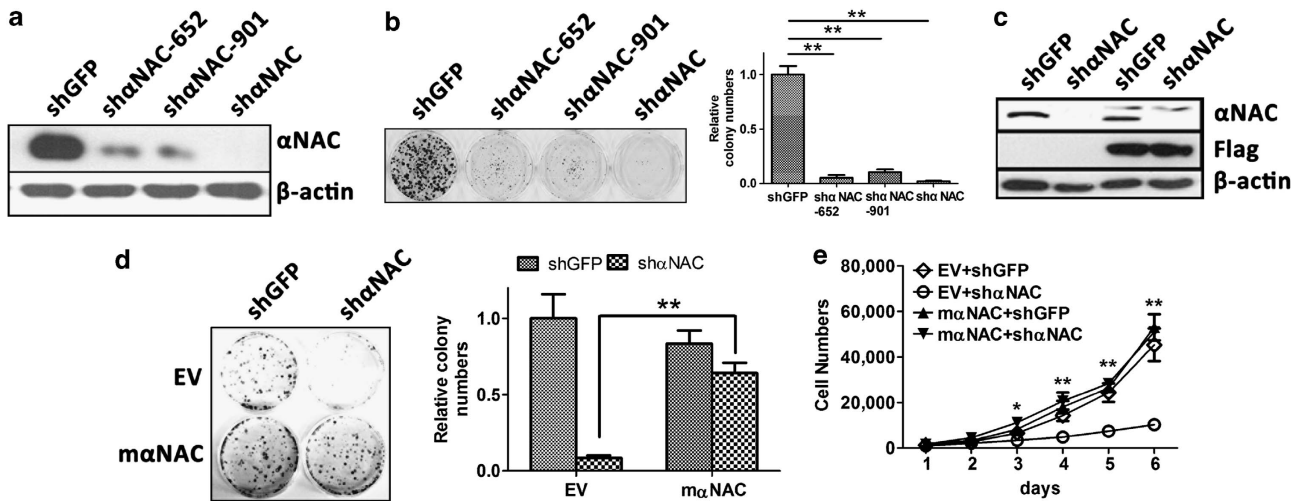 a
shGFP
shαNAC-652
shαNAC-901
shαNAC
αNAC
β-actin
b
shGFP
shαNAC-652
shαNAC-901
shαNAC
Relative
colony numbers
1.0
0.5
0.0
**
**
**
shGFP
shα NAC
-652
shα NAC
-901
shα NAC
c
shGFP
shαNAC
shGFP
shαNAC
αNAC
Flag
β-actin
d
shGFP
shαNAC
EV
mαNAC
shGFP
shαNAC
Relative colony
numbers
1.0
0.5
0.0
**
EV
mαNAC
e
EV+shGFP
EV+shαNAC
mαNAC+shGFP
mαNAC+shαNAC
Cell Numbers
80,000
60,000
40,000
20,000
0
*
**
**
**
1 2 3 4 5 6
days